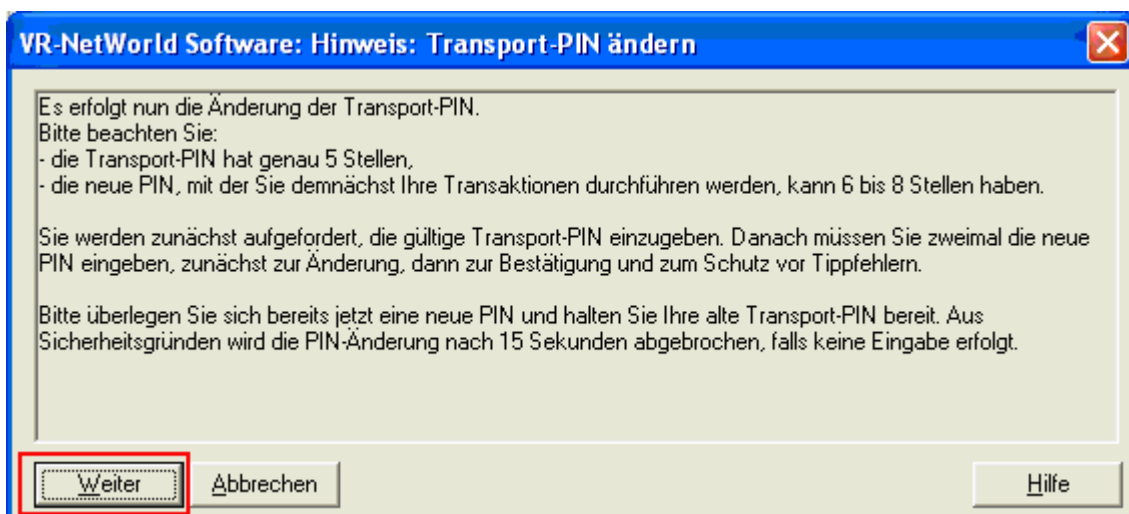 VR-NetWorld Software: Hinweis: Transport-PIN ändern
Es erfolgt nun die Änderung der Transport-PIN.
Bitte beachten Sie:
- die Transport-PIN hat genau 5 Stellen,
- die neue PIN, mit der Sie demnächst Ihre Transaktionen durchführen werden, kann 6 bis 8 Stellen haben.
Sie werden zunächst aufgefordert, die gültige Transport-PIN einzugeben. Danach müssen Sie zweimal die neue
PIN eingeben, zunächst zur Änderung, dann zur Bestätigung und zum Schutz vor Tippfehlern.
Bitte überlegen Sie sich bereits jetzt eine neue PIN und halten Sie Ihre alte Transport-PIN bereit. Aus
Sicherheitsgründen wird die PIN-Änderung nach 15 Sekunden abgebrochen, falls keine Eingabe erfolgt.
Weiter Abbrechen Hilfe